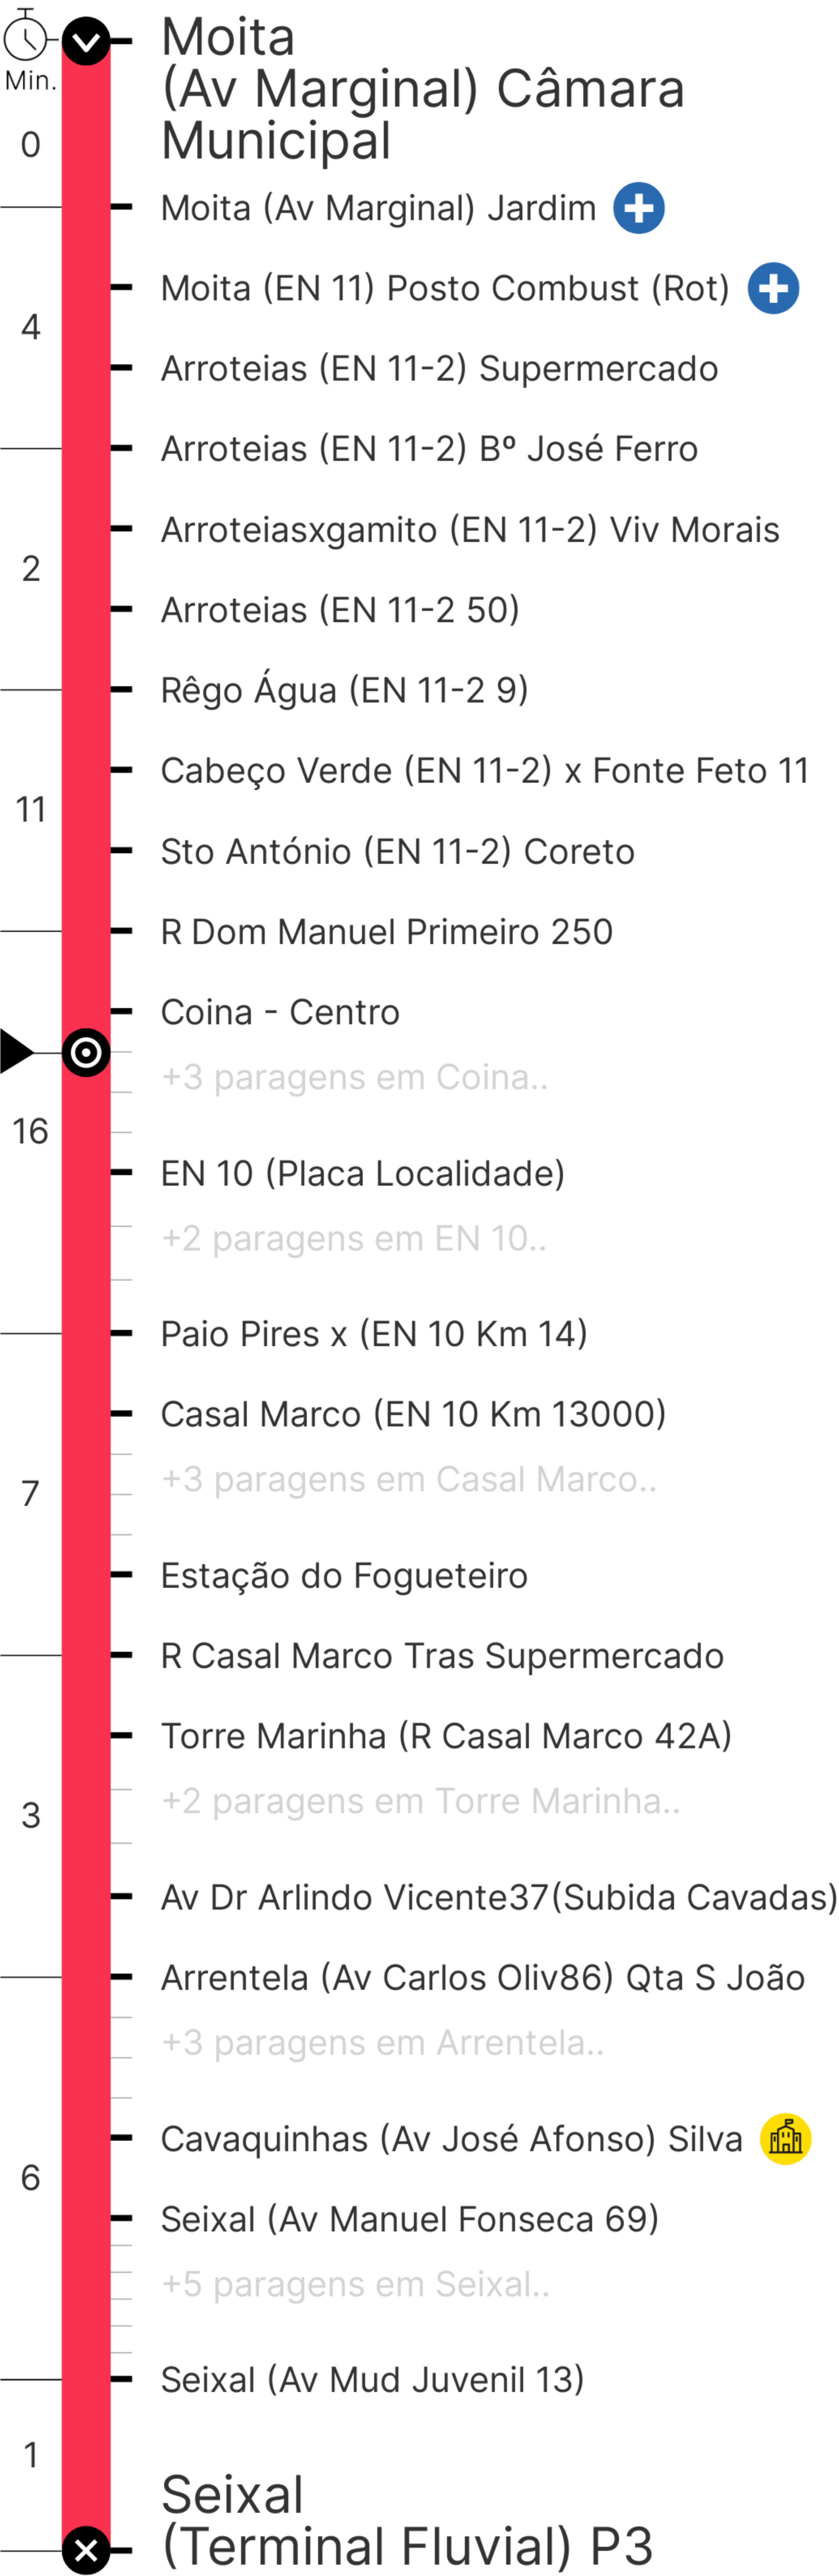 Moita
(Av Marginal) Câmara
Municipal
Min.
0
Moita (Av Marginal) Jardim
Moita (EN 11) Posto Combust (Rot)
4
Arroteias (EN 11-2) Supermercado
Arroteias (EN 11-2) Bº José Ferro
Arroteiasxgamito (EN 11-2) Viv Morais
2
Arroteias (EN 11-2 50)
Rêgo Água (EN 11-2 9)
Cabeço Verde (EN 11-2) x Fonte Feto 11
11
Sto António (EN 11-2) Coreto
R Dom Manuel Primeiro 250
Coina - Centro
+3 paragens em Coina..
16
EN 10 (Placa Localidade)
+2 paragens em EN 10..
Paio Pires x (EN 10 Km 14)
Casal Marco (EN 10 Km 13000)
+3 paragens em Casal Marco..
7
Estação do Fogueteiro
R Casal Marco Tras Supermercado
Torre Marinha (R Casal Marco 42A)
+2 paragens em Torre Marinha..
3
Av Dr Arlindo Vicente37(Subida Cavadas)
Arrentela (Av Carlos Oliv86) Qta S João
+3 paragens em Arrentela..
Cavaquinhas (Av José Afonso) Silva
6
Seixal (Av Manuel Fonseca 69)
+5 paragens em Seixal..
Seixal (Av Mud Juvenil 13)
1
Seixal
(Terminal Fluvial) P3